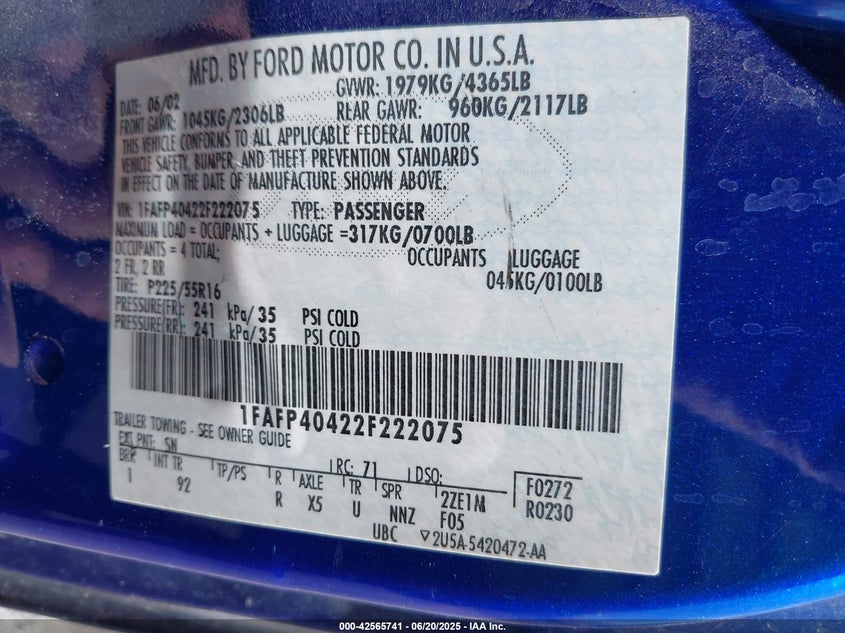 MFD. BY FORD MOTOR CO. IN U.S.A.
DATE: 06/02 GVWR: 1979KG/4365LB
FRONT GAWR: 1045KG/2306LB REAR GAWR: 960KG/2117LB
THIS VEHICLE CONFORMS TO ALL APPLICABLE FEDERAL MOTOR
VEHICLE SAFETY, BUMPER, AND THEFT PREVENTION STANDARDS
IN EFFECT ON THE DATE OF MANUFACTURE SHOWN ABOVE.
VIN: 1FAFP40422F222075 TYPE: PASSENGER
MAXIMUM LOAD = OCCUPANTS + LUGGAGE =317KG/0700LB
OCCUPANTS = 4 TOTAL; OCCUPANTS LUGGAGE
2 FR, 2 RR 045KG/0100LB
TIRE: P225/55R16
PRESSURE(FR): 241 kPa/35 PSI COLD
PRESSURE(RR): 241 kPa/35 PSI COLD
1FAFP40422F222075
TRAILER TOWING - SEE OWNER GUIDE
EXT PNT: SN RC: 71 DSO:
BRK INT TR TP/PS R AXLE TR SPR 2ZE1M F0272
1 92 R X5 U NNZ F05 R0230
UBC ▽2U5A-5420472-AA
000-42565741 / 06/20/2025 - IAA Inc.